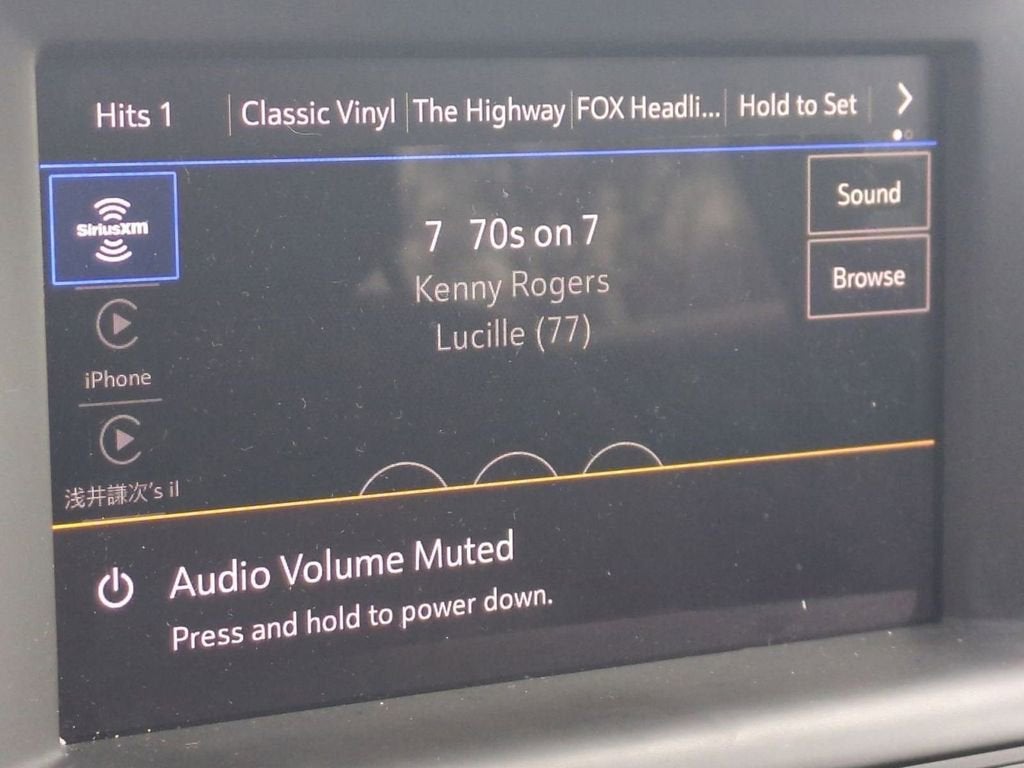 Hits 1
Classic Vinyl
The Highway
FOX Headli...
Hold to Set
SiriusXM
7 70s on 7
Sound
Kenny Rogers
Browse
Lucille (77)
iPhone
浅井謙次's il
Audio Volume Muted
Press and hold to power down.